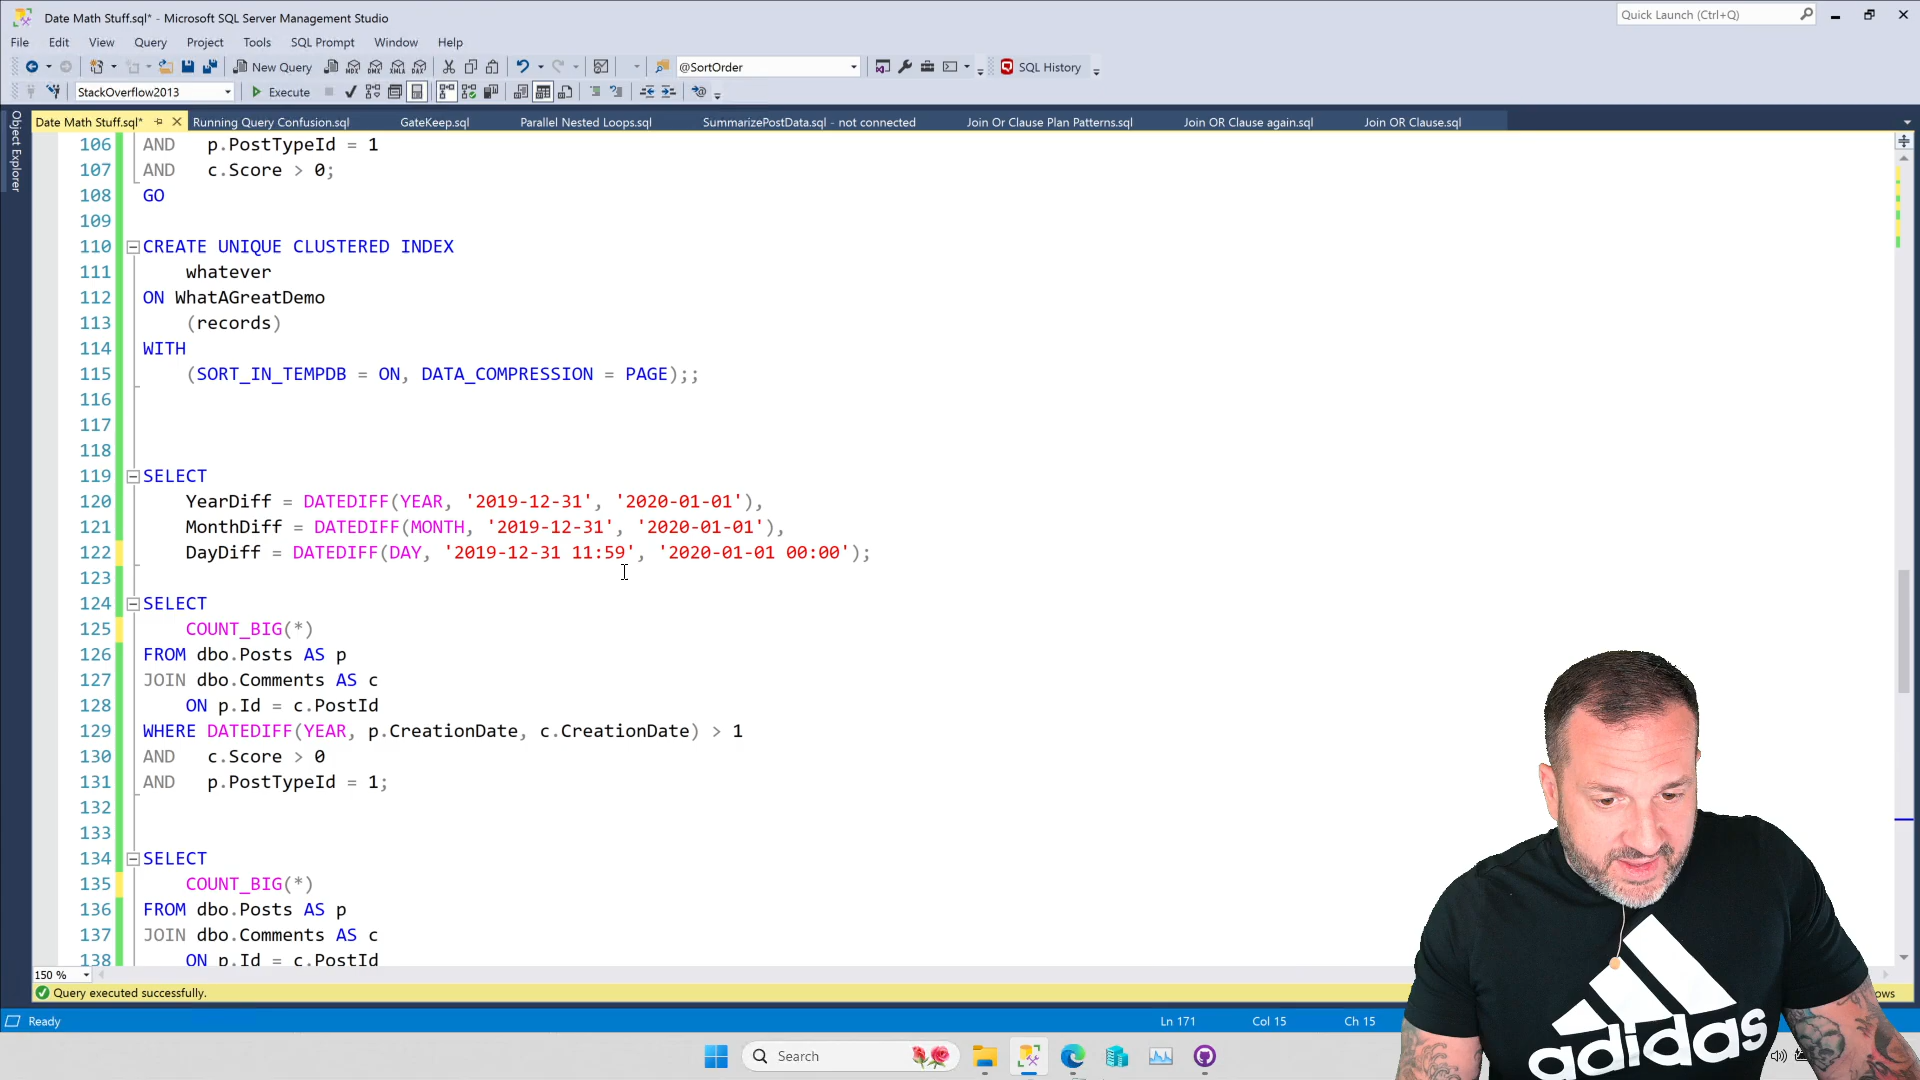 Date Math Stuff.sql* - Microsoft SQL Server Management Studio
Quick Launch (Ctrl+Q)
File Edit View Query Project Tools SQL Prompt Window Help
New Query
MDX DMX XMLA DAX
@SortOrder
SQL History
StackOverflow2013
Execute
Date Math Stuff.sql*
Running Query Confusion.sql
GateKeep.sql
Parallel Nested Loops.sql
SummarizePostData.sql - not connected
Join Or Clause Plan Patterns.sql
Join OR Clause again.sql
Join OR Clause.sql
Object Explorer
106 AND p.PostTypeId = 1
107 AND c.Score > 0;
108 GO
109
110 CREATE UNIQUE CLUSTERED INDEX
111 whatever
112 ON WhatAGreatDemo
113 (records)
114 WITH
115 (SORT_IN_TEMPDB = ON, DATA_COMPRESSION = PAGE);;
116
117
118
119 SELECT
120 YearDiff = DATEDIFF(YEAR, '2019-12-31', '2020-01-01'),
121 MonthDiff = DATEDIFF(MONTH, '2019-12-31', '2020-01-01'),
122 DayDiff = DATEDIFF(DAY, '2019-12-31 11:59', '2020-01-01 00:00');
123
124 SELECT
125 COUNT_BIG(*)
126 FROM dbo.Posts AS p
127 JOIN dbo.Comments AS c
128 ON p.Id = c.PostId
129 WHERE DATEDIFF(YEAR, p.CreationDate, c.CreationDate) > 1
130 AND c.Score > 0
131 AND p.PostTypeId = 1;
132
133
134 SELECT
135 COUNT_BIG(*)
136 FROM dbo.Posts AS p
137 JOIN dbo.Comments AS c
138 ON p.Id = c.PostId
150 %
Query executed successfully.
Ready
Ln 171
Col 15
Ch 15
Search
adidas